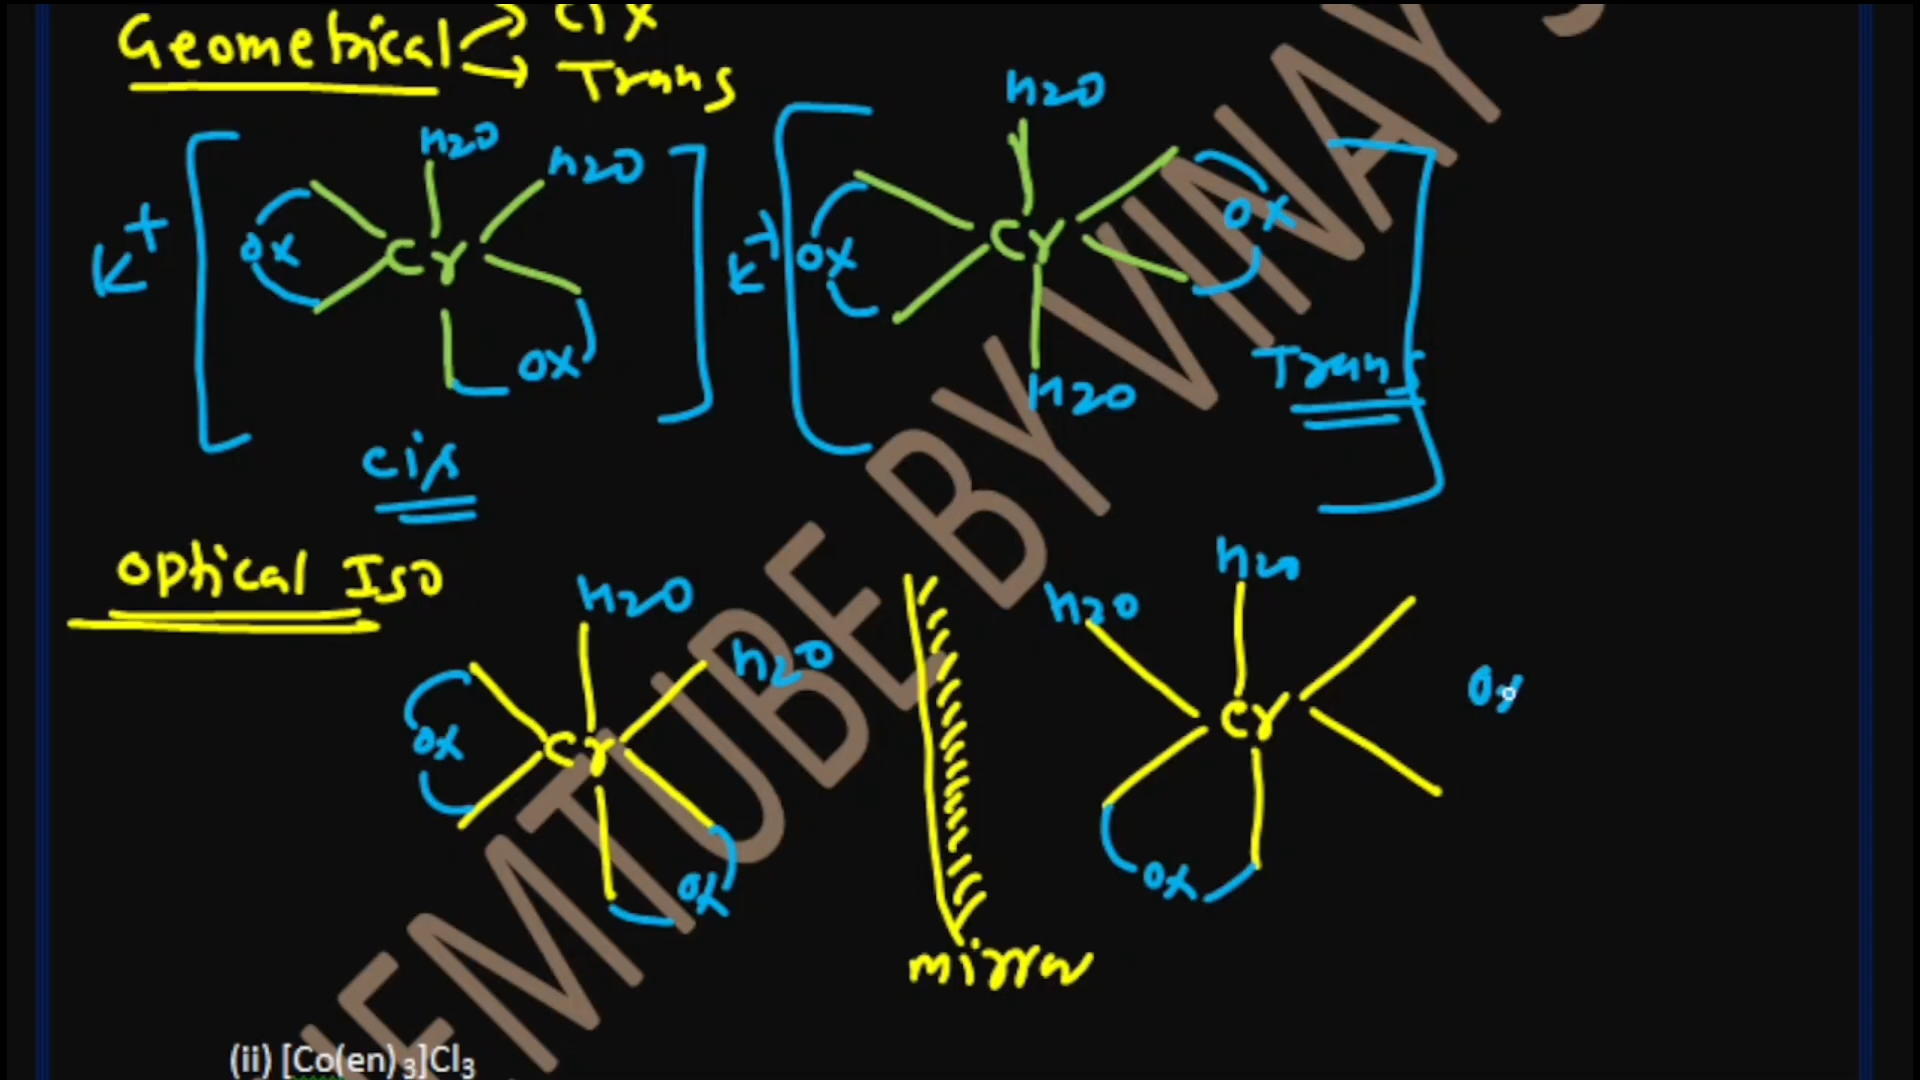 Geometrical → cis
→ Trans
K+ [ H2O H2O ox Cr ox ]
cis
K+ [ H2O ox Cr ox H2O ]
Trans
Optical Iso
H2O
H2O
ox Cr
ox
mirror
H2O
H2O
Cr
ox
ox
(ii) [Co(en)3]Cl3
EMTUBE BY VINAY S